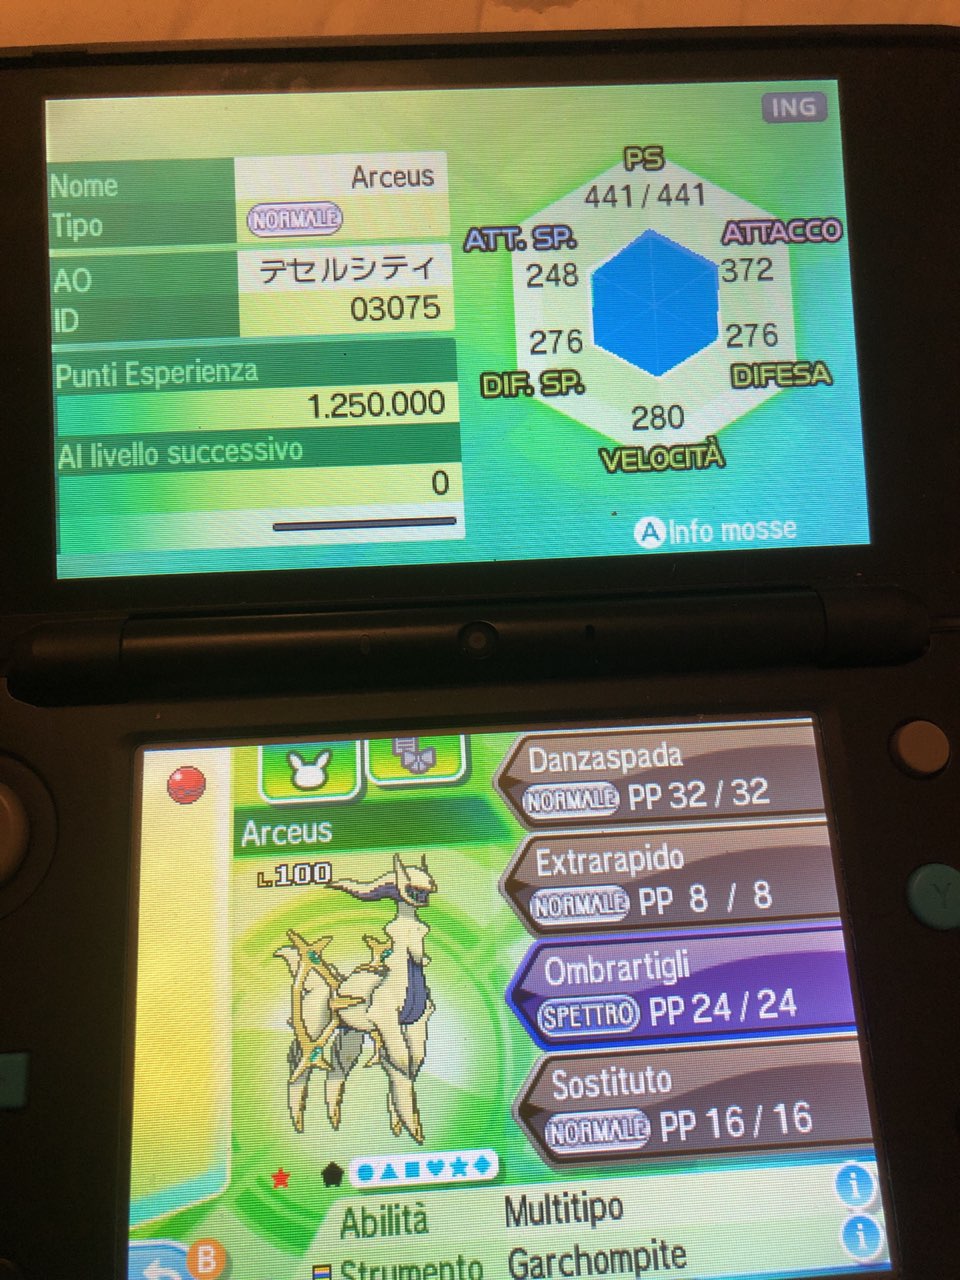 ING
Nome Arceus
Tipo NORMALE
AO デセルシティ
ID 03075
Punti Esperienza
1.250.000
Al livello successivo
0
PS
441/441
ATT. SP.
248
ATTACCO
372
276
DIF. SP.
276
DIFESA
280
VELOCITÀ
A Info mosse
Arceus
L.100
Danzaspada
NORMALE PP 32/32
Extrarapido
NORMALE PP 8 / 8
Ombrartigli
SPETTRO PP 24/24
Sostituto
NORMALE PP 16/16
Abilità Multitipo
i
Strumento Garchompite
i
B
Y